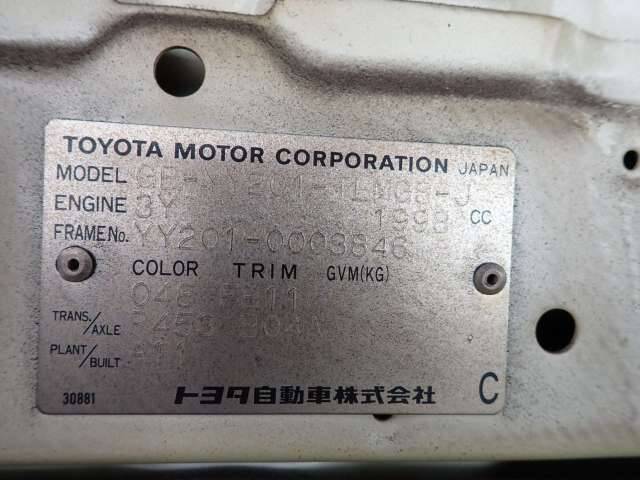 TOYOTA MOTOR CORPORATION JAPAN
MODEL
ENGINE 3Y 1998 CC
FRAME No. YY201-0003846
COLOR TRIM GVM(KG)
048
TRANS./AXLE
PLANT/BUILT
30881 トヨタ自動車株式会社 C